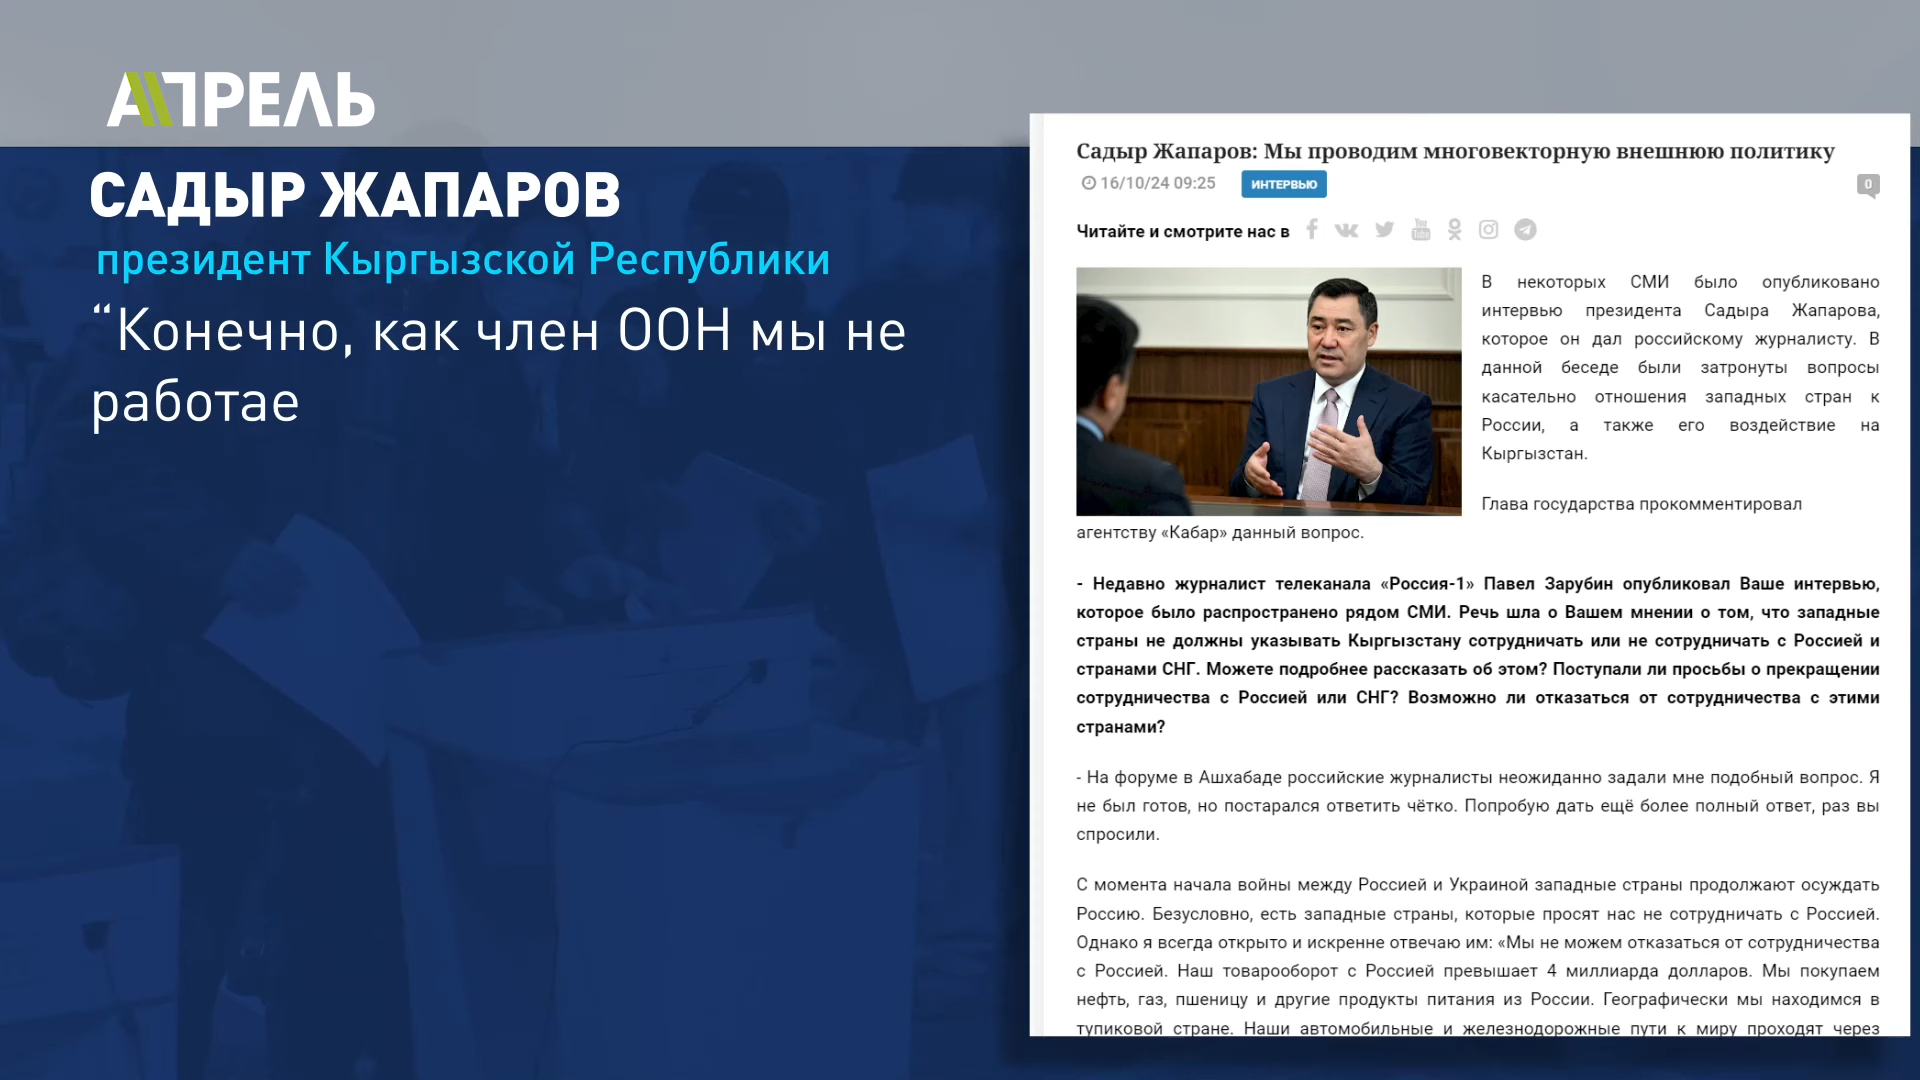 АПРЕЛЬ
САДЫР ЖАПАРОВ
президент Кыргызской Республики
“Конечно, как член ООН мы не
работае
Садыр Жапаров: Мы проводим многовекторную внешнюю политику
16/10/24 09:25 ИНТЕРВЬЮ 0
Читайте и смотрите нас в
В некоторых СМИ было опубликовано
интервью президента Садыра Жапарова,
которое он дал российскому журналисту. В
данной беседе были затронуты вопросы
касательно отношения западных стран к
России, а также его воздействие на
Кыргызстан.
Глава государства прокомментировал
агентству «Кабар» данный вопрос.
- Недавно журналист телеканала «Россия-1» Павел Зарубин опубликовал Ваше интервью,
которое было распространено рядом СМИ. Речь шла о Вашем мнении о том, что западные
страны не должны указывать Кыргызстану сотрудничать или не сотрудничать с Россией и
странами СНГ. Можете подробнее рассказать об этом? Поступали ли просьбы о прекращении
сотрудничества с Россией или СНГ? Возможно ли отказаться от сотрудничества с этими
странами?
- На форуме в Ашхабаде российские журналисты неожиданно задали мне подобный вопрос. Я
не был готов, но постарался ответить чётко. Попробую дать ещё более полный ответ, раз вы
спросили.
С момента начала войны между Россией и Украиной западные страны продолжают осуждать
Россию. Безусловно, есть западные страны, которые просят нас не сотрудничать с Россией.
Однако я всегда открыто и искренне отвечаю им: «Мы не можем отказаться от сотрудничества
с Россией. Наш товарооборот с Россией превышает 4 миллиарда долларов. Мы покупаем
нефть, газ, пшеницу и другие продукты питания из России. Географически мы находимся в
тупиковой стране. Наши автомобильные и железнодорожные пути к миру проходят через